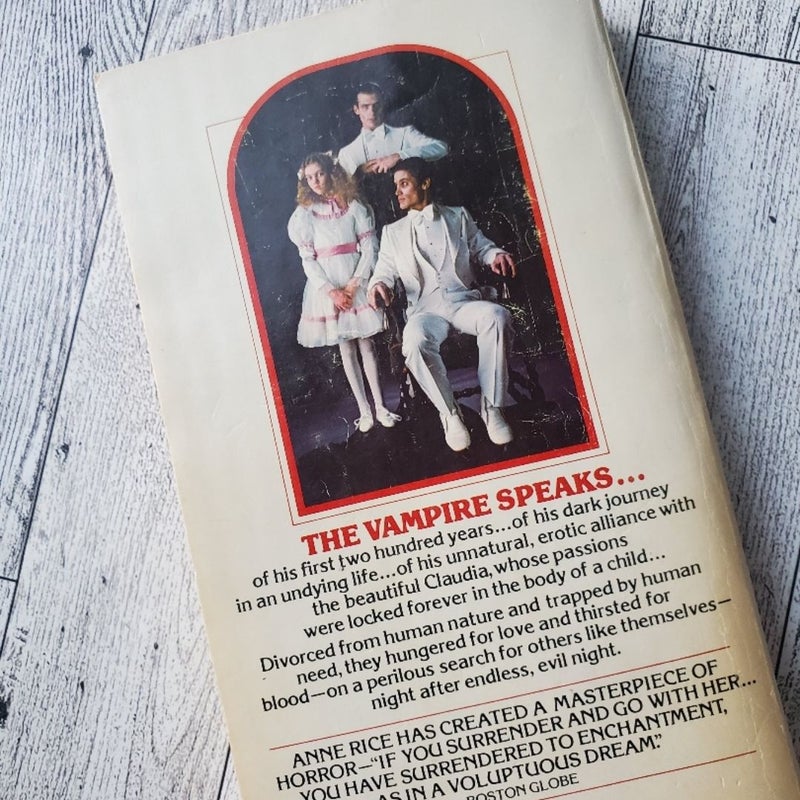 THE VAMPIRE SPEAKS...
of his first two hundred years...of his dark journey
in an undying life...of his unnatural, erotic alliance with
the beautiful Claudia, whose passions
were locked forever in the body of a child...
Divorced from human nature and trapped by human
need, they hungered for love and thirsted for
blood—on a perilous search for others like themselves—
night after endless, evil night.
ANNE RICE HAS CREATED A MASTERPIECE OF
HORROR—"IF YOU SURRENDER AND GO WITH HER...
YOU HAVE SURRENDERED TO ENCHANTMENT,
AS IN A VOLUPTUOUS DREAM."
BOSTON GLOBE